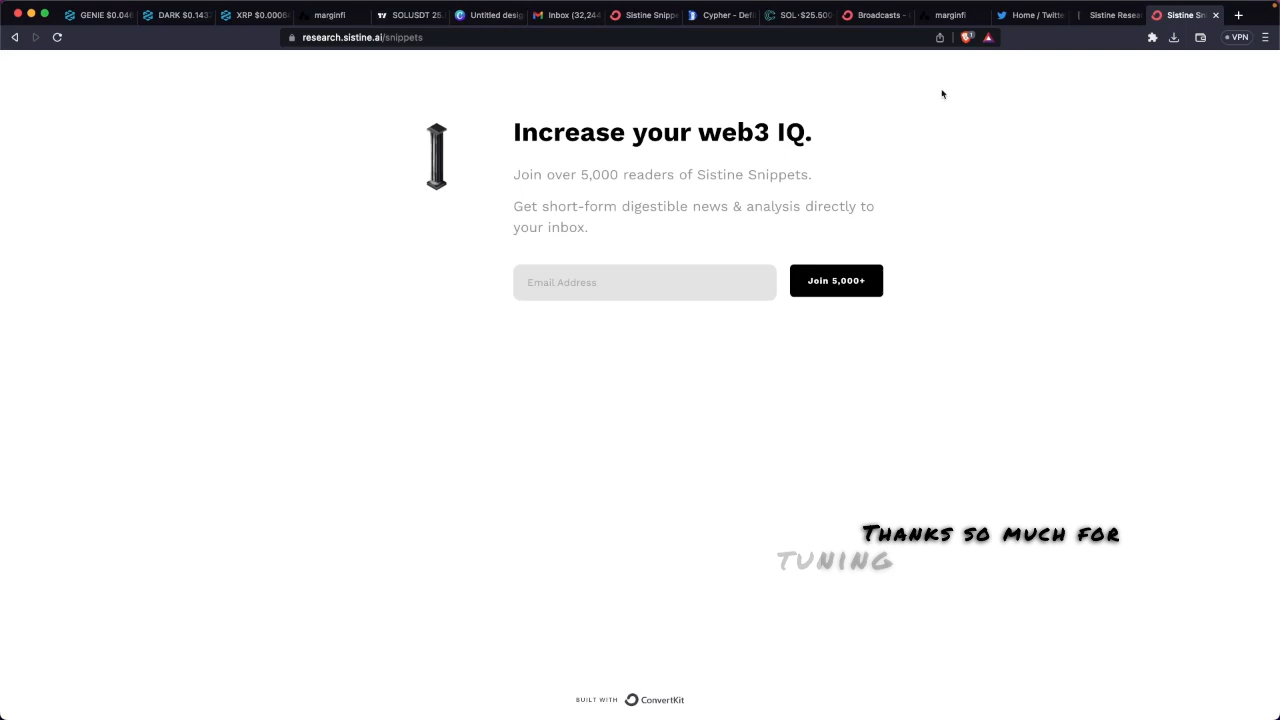 GENIE $0.046
DARK $0.143
XRP $0.0006
marginfi
SOLUSDT 25.
Untitled desig
Inbox (32,244
Sistine Snippe
Cypher - Defa
SOL·$25.500
Broadcasts -
marginfi
Home / Twitte
Sistine Resear
Sistine Sn
research.sistine.ai/snippets
1
VPN
Increase your web3 IQ.
Join over 5,000 readers of Sistine Snippets.
Get short-form digestible news & analysis directly to
your inbox.
Email Address
Join 5,000+
Thanks so much for
tuning
BUILT WITH ConvertKit